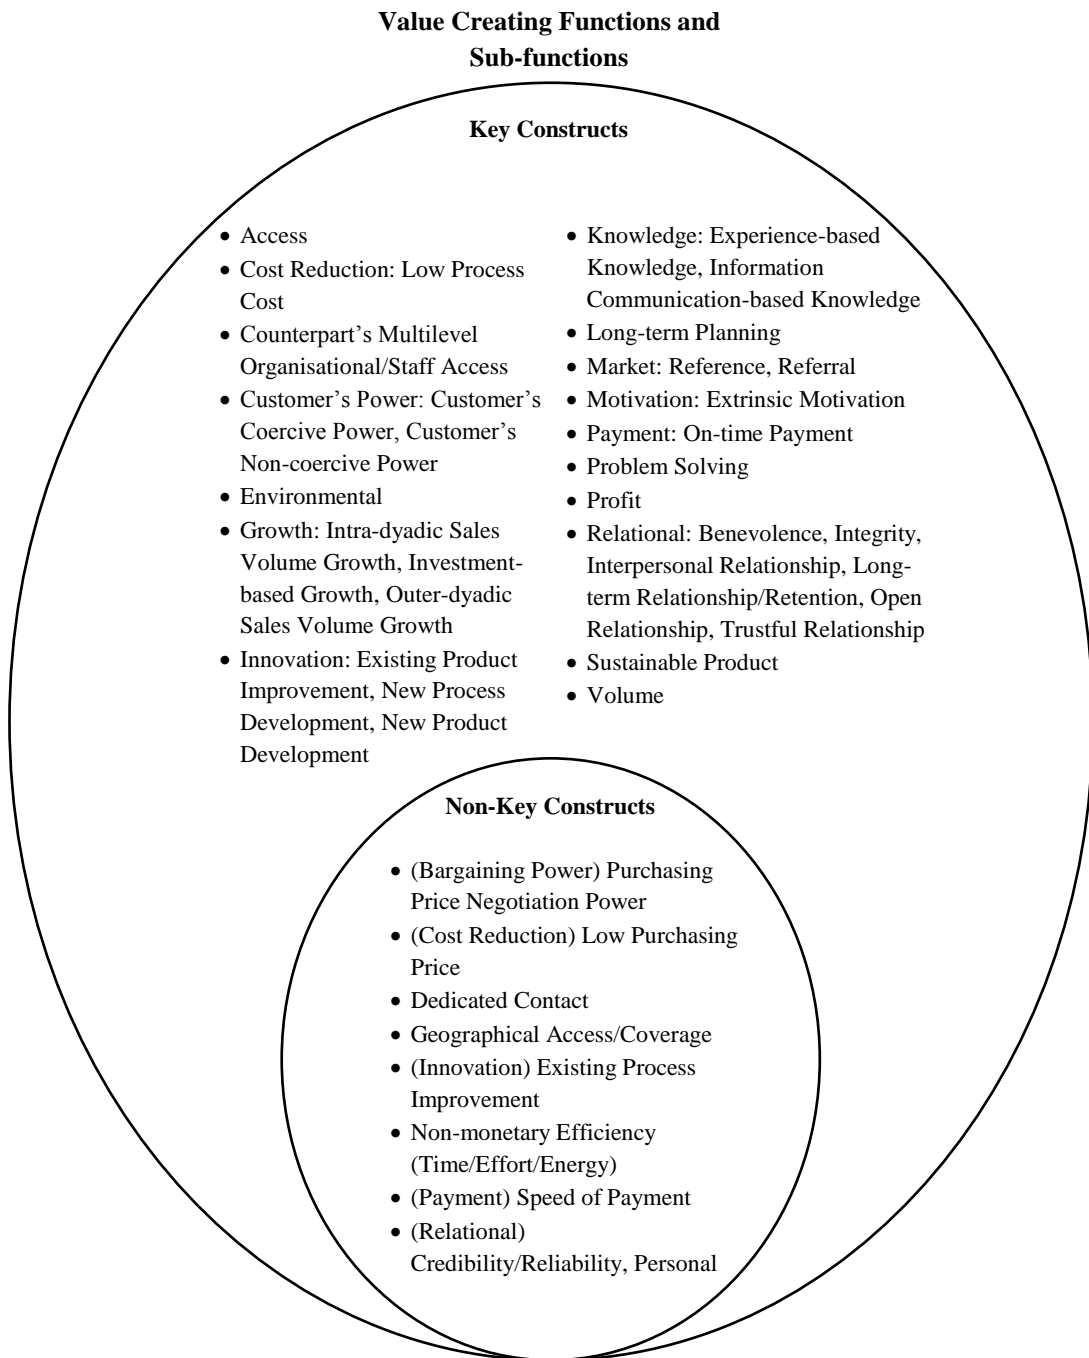 Value Creating Functions and
Sub-functions
Key Constructs
• Access
• Cost Reduction: Low Process
Cost
• Counterpart’s Multilevel
Organisational/Staff Access
• Customer’s Power: Customer’s
Coercive Power, Customer’s
Non-coercive Power
• Environmental
• Growth: Intra-dyadic Sales
Volume Growth, Investment-
based Growth, Outer-dyadic
Sales Volume Growth
• Innovation: Existing Product
Improvement, New Process
Development, New Product
Development
• Knowledge: Experience-based
Knowledge, Information
Communication-based Knowledge
• Long-term Planning
• Market: Reference, Referral
• Motivation: Extrinsic Motivation
• Payment: On-time Payment
• Problem Solving
• Profit
• Relational: Benevolence, Integrity,
Interpersonal Relationship, Long-
term Relationship/Retention, Open
Relationship, Trustful Relationship
• Sustainable Product
• Volume
Non-Key Constructs
• (Bargaining Power) Purchasing
Price Negotiation Power
• (Cost Reduction) Low Purchasing
Price
• Dedicated Contact
• Geographical Access/Coverage
• (Innovation) Existing Process
Improvement
• Non-monetary Efficiency
(Time/Effort/Energy)
• (Payment) Speed of Payment
• (Relational)
Credibility/Reliability, Personal